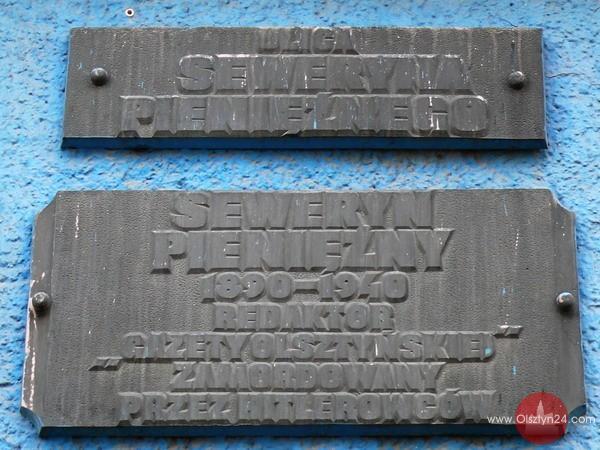 ULICA
SEWERYNA
PIENIĘŻNEGO
SEWERYN
PIENIĘŻNY
1890-1940
REDAKTOR
„GAZETY OLSZTYŃSKIEJ”
ZAMORDOWANY
PRZEZ HITLEROWCÓW
www.Olsztyn24.com